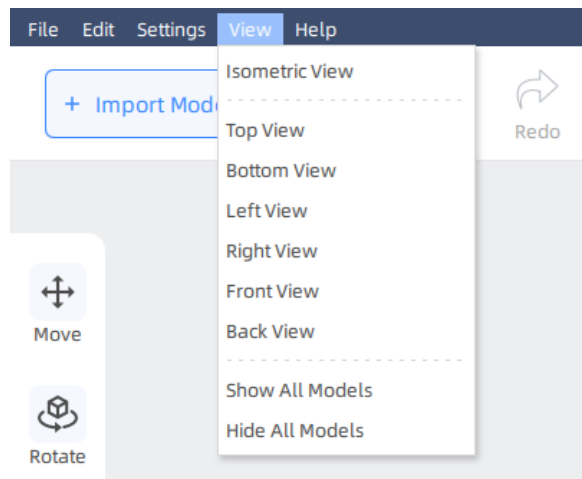 File Edit Settings View Help
+ Import Mod
Redo
Isometric View
Top View
Bottom View
Left View
Right View
Front View
Back View
Show All Models
Hide All Models
Move
Rotate